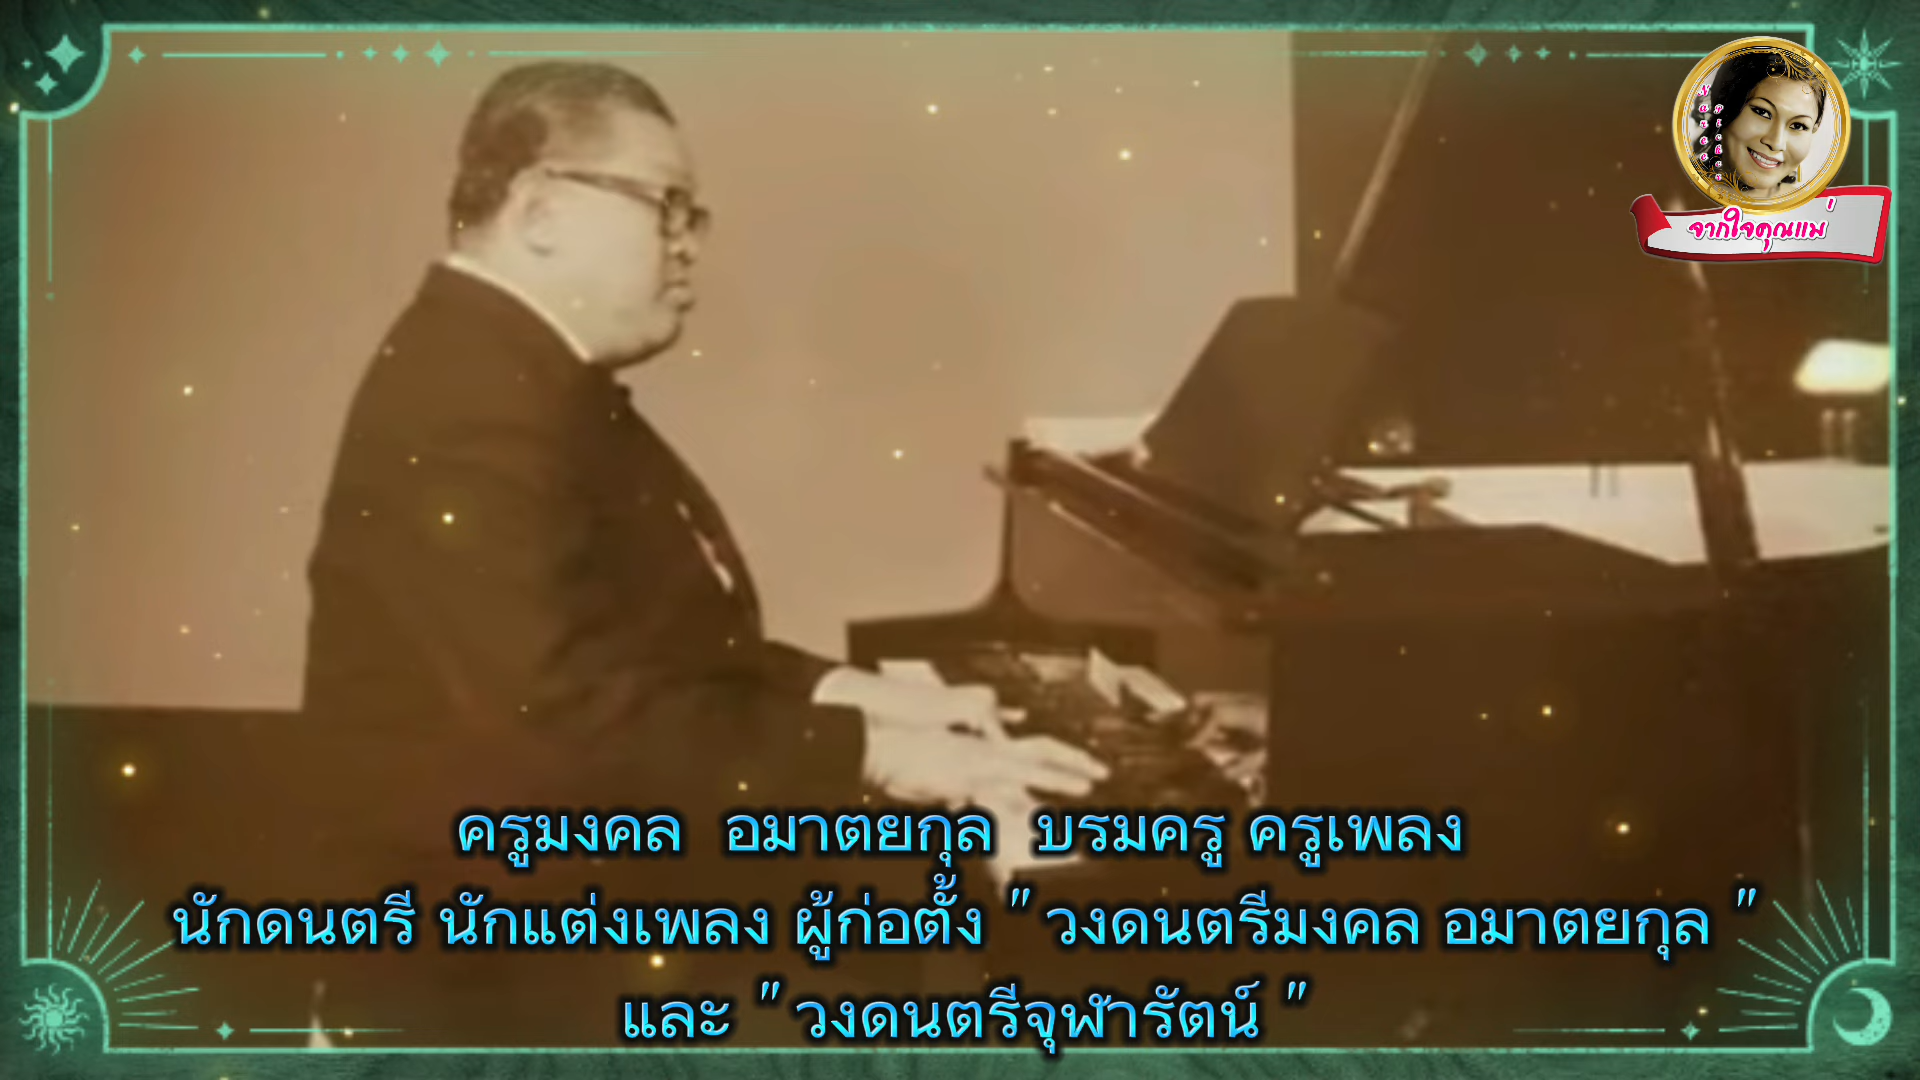 Naree
จากใจคุณแม่
ครูมงคล อมาตยกุล บรมครู ครูเพลง
นักดนตรี นักแต่งเพลง ผู้ก่อตั้ง " วงดนตรีมงคล อมาตยกุล "
และ " วงดนตรีจุฬารัตน์ "